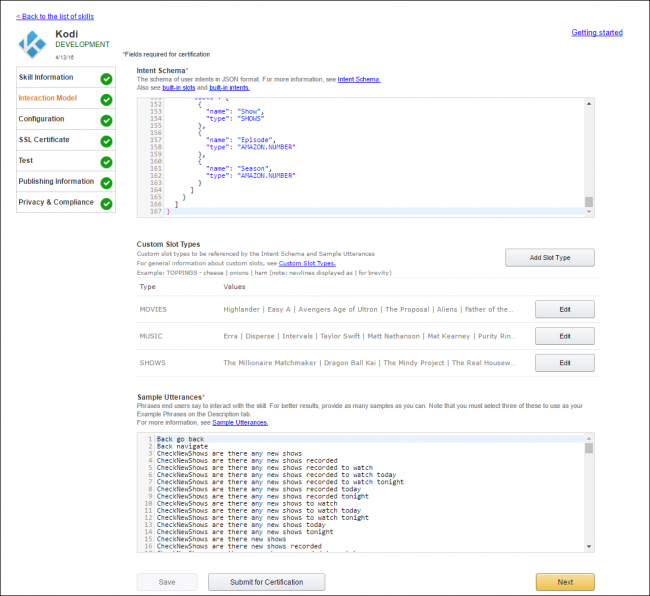 < Back to the list of skills
Kodi
DEVELOPMENT
4/13/16
Getting started
*Fields required for certification
Skill Information
Interaction Model
Configuration
SSL Certificate
Test
Publishing Information
Privacy & Compliance
Intent Schema*
The schema of user intents in JSON format. For more information, see Intent Schema.
Also see built-in slots and built-in intents.
152 {
153 "name": "Show",
154 "type": "SHOWS"
155 },
156 {
157 "name": "Episode",
158 "type": "AMAZON.NUMBER"
159 },
160 {
161 "name": "Season",
162 "type": "AMAZON.NUMBER"
163 }
164 ]
165 }
166 ]
167 }
Custom Slot Types
Custom slot types to be referenced by the Intent Schema and Sample Utterances
For general information about custom slots, see Custom Slot Types.
Example: TOPPINGS - cheese | onions | ham (note: newlines displayed as | for brevity)
Add Slot Type
Type Values
MOVIES Highlander | Easy A | Avengers Age of Ultron | The Proposal | Aliens | Father of the... Edit
MUSIC Erra | Disperse | Intervals | Taylor Swift | Matt Nathanson | Mat Kearney | Purity Rin... Edit
SHOWS The Millionaire Matchmaker | Dragon Ball Kai | The Mindy Project | The Real Housew... Edit
Sample Utterances*
Phrases end users say to interact with the skill. For better results, provide as many samples as you can. Note that you must select three of these to use as your
Example Phrases on the Description tab.
For more information, see Sample Utterances.
1 Back go back
2 Back navigate
3 CheckNewShows are there any new shows
4 CheckNewShows are there any new shows recorded
5 CheckNewShows are there any new shows recorded to watch
6 CheckNewShows are there any new shows recorded to watch today
7 CheckNewShows are there any new shows recorded to watch tonight
8 CheckNewShows are there any new shows recorded today
9 CheckNewShows are there any new shows recorded tonight
10 CheckNewShows are there any new shows to watch
11 CheckNewShows are there any new shows to watch today
12 CheckNewShows are there any new shows to watch tonight
13 CheckNewShows are there any new shows today
14 CheckNewShows are there any new shows tonight
15 CheckNewShows are there new shows
16 CheckNewShows are there new shows recorded
Save
Submit for Certification
Next